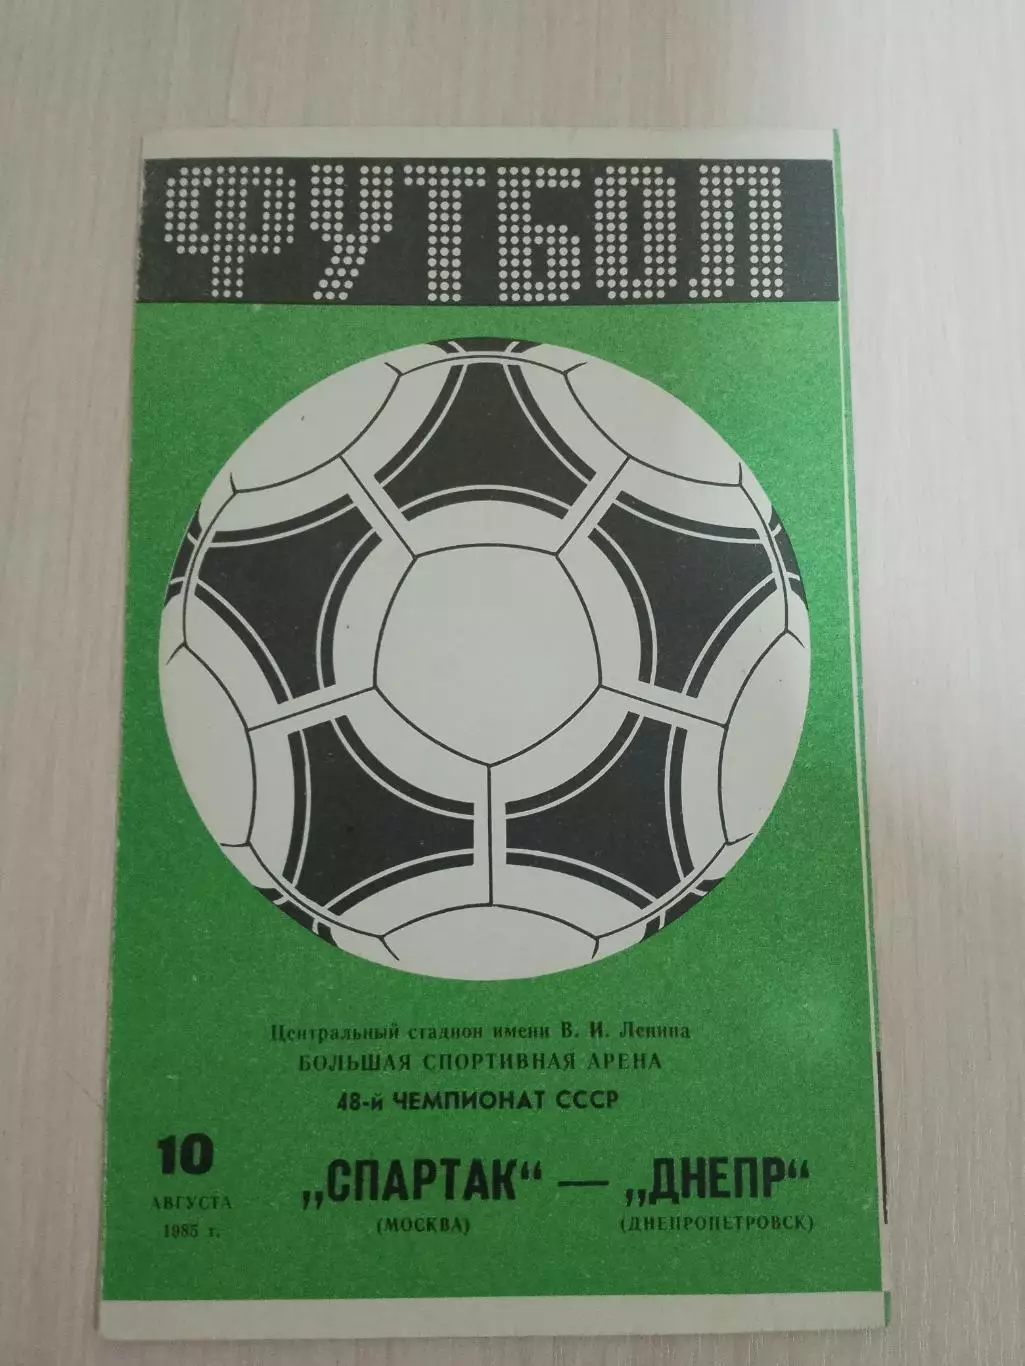 ФУТБОЛ
Центральный стадион имени В. И. Ленина
БОЛЬШАЯ СПОРТИВНАЯ АРЕНА
48-й ЧЕМПИОНАТ СССР
10
АВГУСТА
1985 г.
„СПАРТАК“ — „ДНЕПР“
(МОСКВА) (ДНЕПРОПЕТРОВСК)